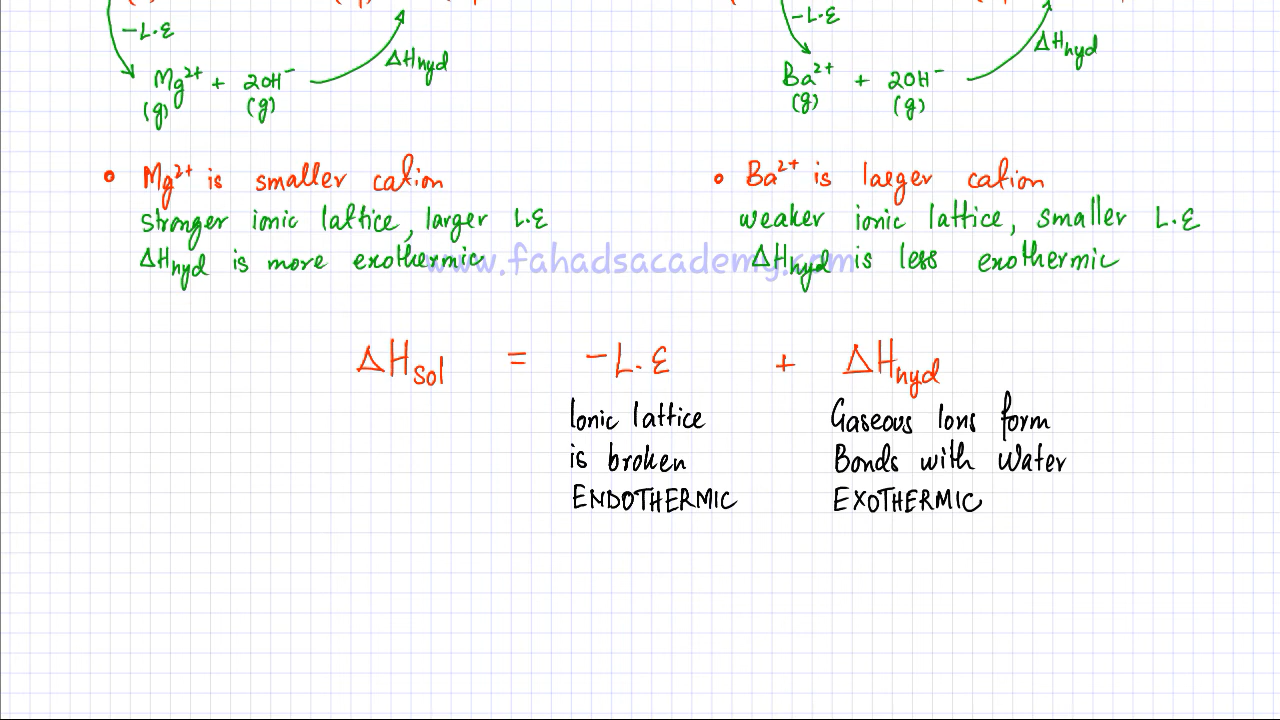 -L.E
ΔHhyd
Mg²⁺ + 2OH⁻
(g) (g)
-L.E
ΔHhyd
Ba²⁺ + 2OH⁻
(g) (g)
• Mg²⁺ is smaller cation
stronger ionic lattice, larger L.E
ΔHhyd is more exothermic
• Ba²⁺ is larger cation
weaker ionic lattice, smaller L.E
ΔHhyd is less exothermic
www.fahadsacademy.com
ΔHsol = -L.E + ΔHhyd
Ionic lattice
is broken
ENDOTHERMIC
Gaseous Ions form
Bonds with Water
EXOTHERMIC